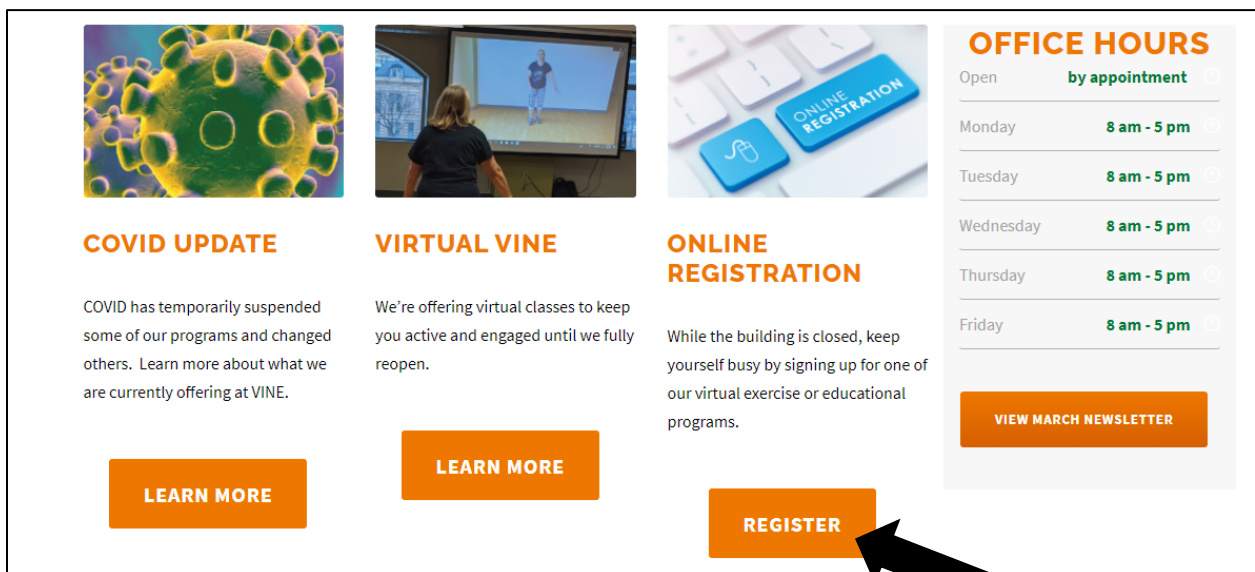 ONLINE
REGISTRATION
COVID UPDATE
COVID has temporarily suspended
some of our programs and changed
others. Learn more about what we
are currently offering at VINE.
LEARN MORE
VIRTUAL VINE
We're offering virtual classes to keep
you active and engaged until we fully
reopen.
LEARN MORE
ONLINE
REGISTRATION
While the building is closed, keep
yourself busy by signing up for one of
our virtual exercise or educational
programs.
REGISTER
OFFICE HOURS
Open by appointment
Monday 8 am - 5 pm
Tuesday 8 am - 5 pm
Wednesday 8 am - 5 pm
Thursday 8 am - 5 pm
Friday 8 am - 5 pm
VIEW MARCH NEWSLETTER